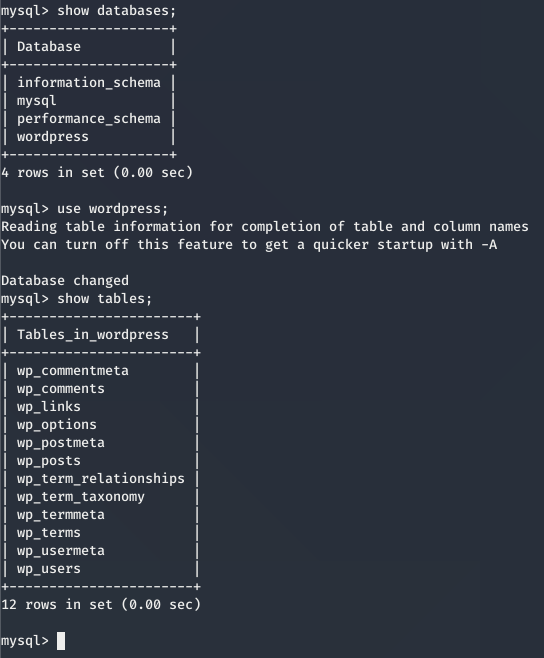 mysql> show databases;
+--------------------+
| Database           |
+--------------------+
| information_schema |
| mysql              |
| performance_schema |
| wordpress          |
+--------------------+
4 rows in set (0.00 sec)

mysql> use wordpress;
Reading table information for completion of table and column names
You can turn off this feature to get a quicker startup with -A

Database changed
mysql> show tables;
+-----------------------+
| Tables_in_wordpress   |
+-----------------------+
| wp_commentmeta        |
| wp_comments           |
| wp_links              |
| wp_options            |
| wp_postmeta           |
| wp_posts              |
| wp_term_relationships |
| wp_term_taxonomy      |
| wp_termmeta           |
| wp_terms              |
| wp_usermeta           |
| wp_users              |
+-----------------------+
12 rows in set (0.00 sec)

mysql>